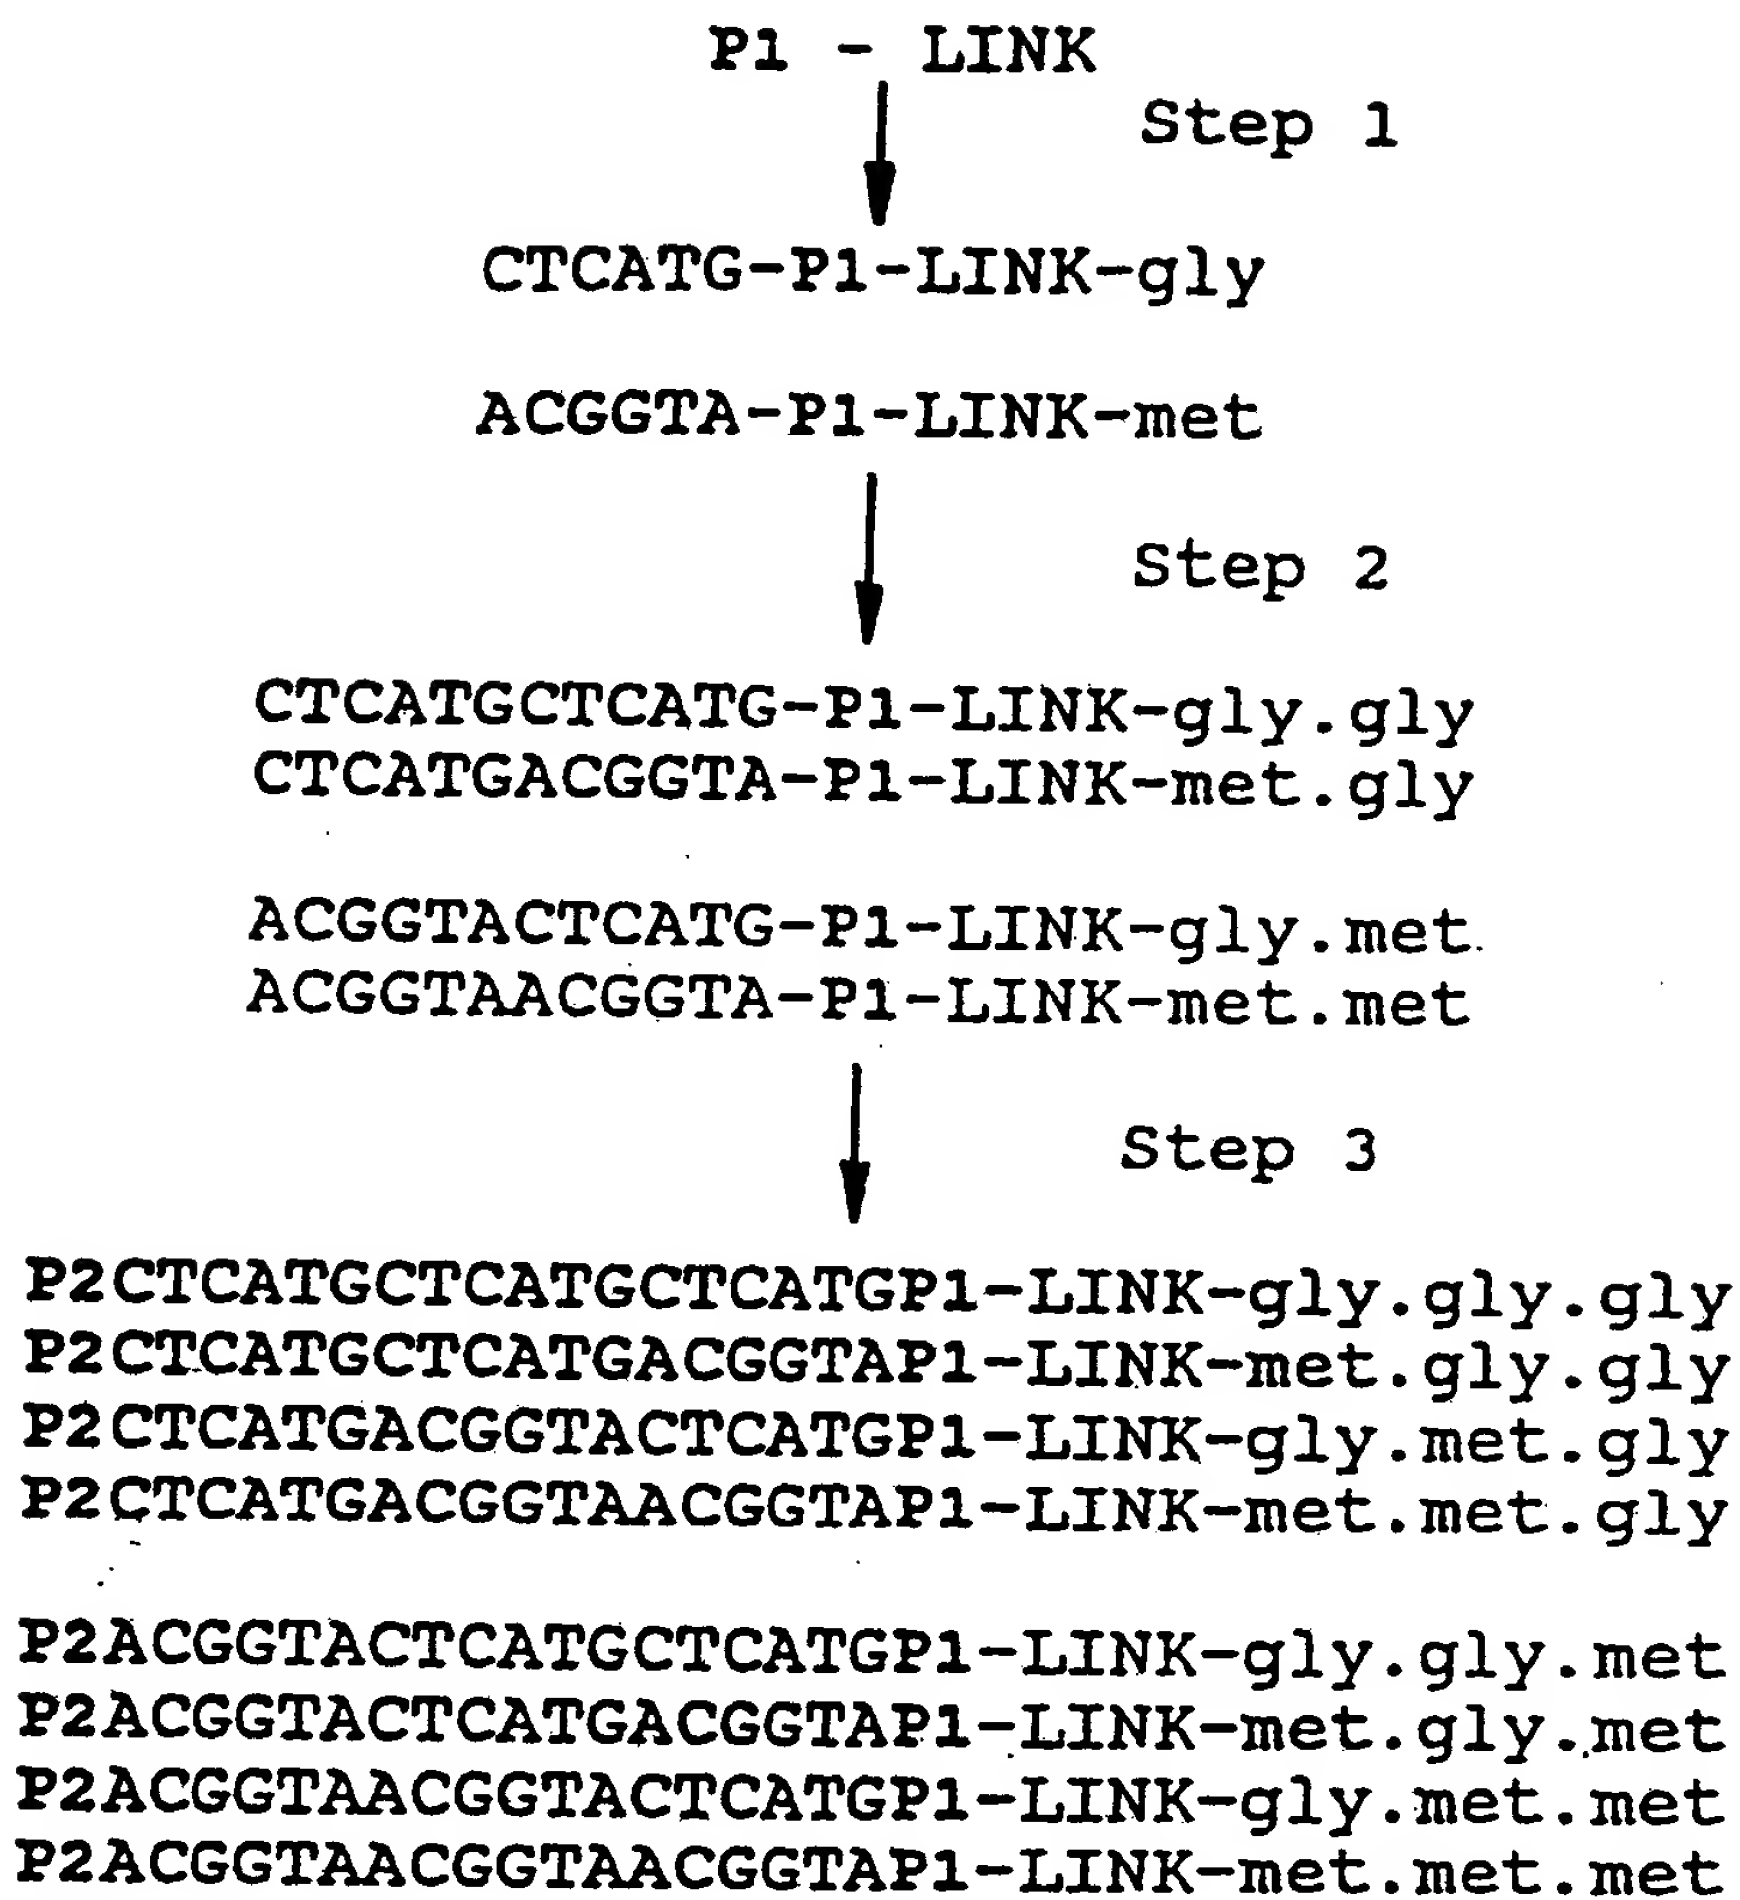 P1 - LINK
Step 1
CTCATG-P1-LINK-gly
ACGGTA-P1-LINK-met
Step 2
CTCATGCTCATG-P1-LINK-gly.gly
CTCATGACGGTA-P1-LINK-met.gly
ACGGTACTCATG-P1-LINK-gly.met
ACGGTAACGGTA-P1-LINK-met.met
Step 3
P2CTCATGCTCATGCTCATGP1-LINK-gly.gly.gly
P2CTCATGCTCATGACGGTAP1-LINK-met.gly.gly
P2CTCATGACGGTACTCATGP1-LINK-gly.met.gly
P2CTCATGACGGTAACGGTAP1-LINK-met.met.gly
P2ACGGTACTCATGCTCATGP1-LINK-gly.gly.met
P2ACGGTACTCATGACGGTAP1-LINK-met.gly.met
P2ACGGTAACGGTACTCATGP1-LINK-gly.met.met
P2ACGGTAACGGTAACGGTAP1-LINK-met.met.met